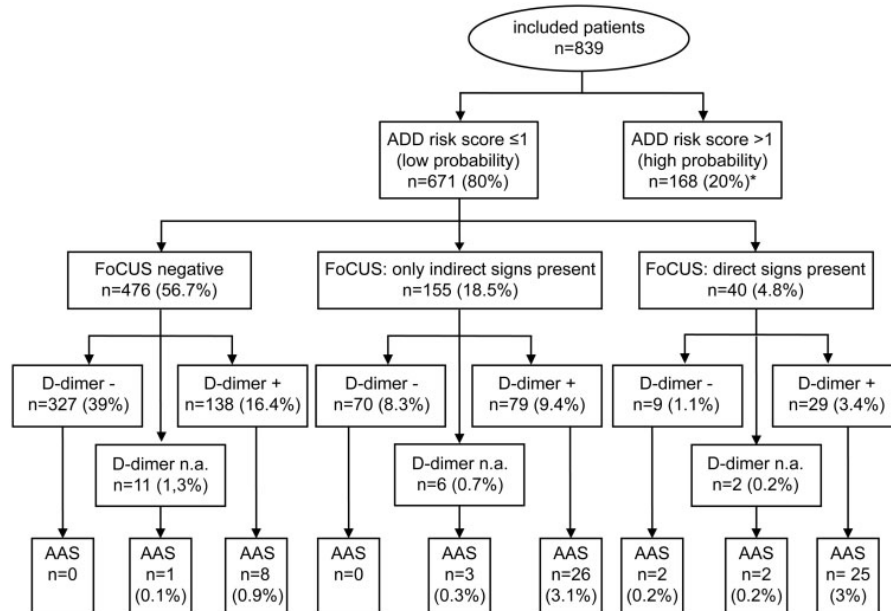 included patients
n=839
ADD risk score ≤1
(low probability)
n=671 (80%)
ADD risk score >1
(high probability)
n=168 (20%)*
FoCUS negative
n=476 (56.7%)
FoCUS: only indirect signs present
n=155 (18.5%)
FoCUS: direct signs present
n=40 (4.8%)
D-dimer -
n=327 (39%)
D-dimer +
n=138 (16.4%)
D-dimer -
n=70 (8.3%)
D-dimer +
n=79 (9.4%)
D-dimer -
n=9 (1.1%)
D-dimer +
n=29 (3.4%)
D-dimer n.a.
n=11 (1,3%)
D-dimer n.a.
n=6 (0.7%)
D-dimer n.a.
n=2 (0.2%)
AAS
n=0
AAS
n=1
(0.1%)
AAS
n=8
(0.9%)
AAS
n=0
AAS
n=3
(0.3%)
AAS
n=26
(3.1%)
AAS
n=2
(0.2%)
AAS
n=2
(0.2%)
AAS
n= 25
(3%)